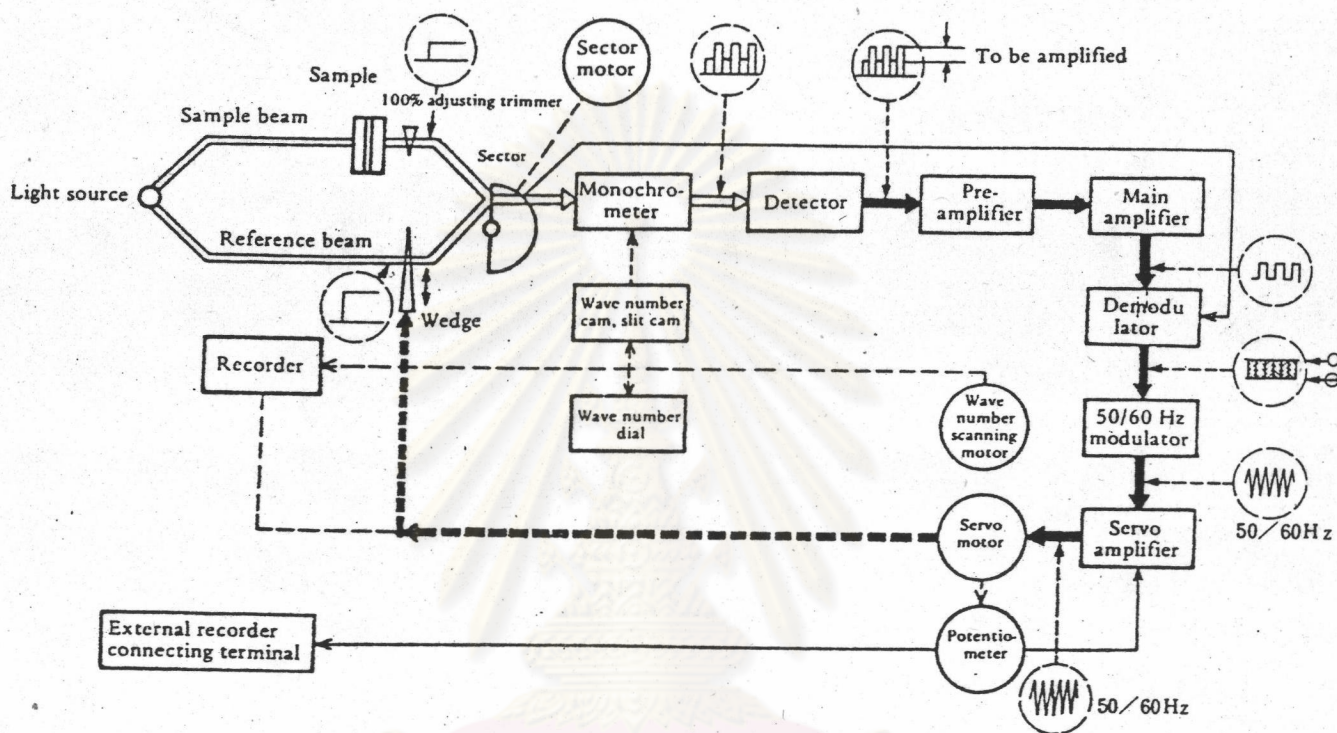 Sector
motor
To be amplified
Sample
100% adjusting trimmer
Sample beam
Sector
Light source
Monochro-
meter
Detector
Pre-
amplifier
Main
amplifier
Reference beam
Wedge
Wave number
cam, slit cam
Demodu
lator
Recorder
Wave number
dial
Wave
number
scanning
motor
50/60 Hz
modulator
50/60Hz
Servo
motor
Servo
amplifier
External recorder
connecting terminal
Potentio-
meter
50/60Hz